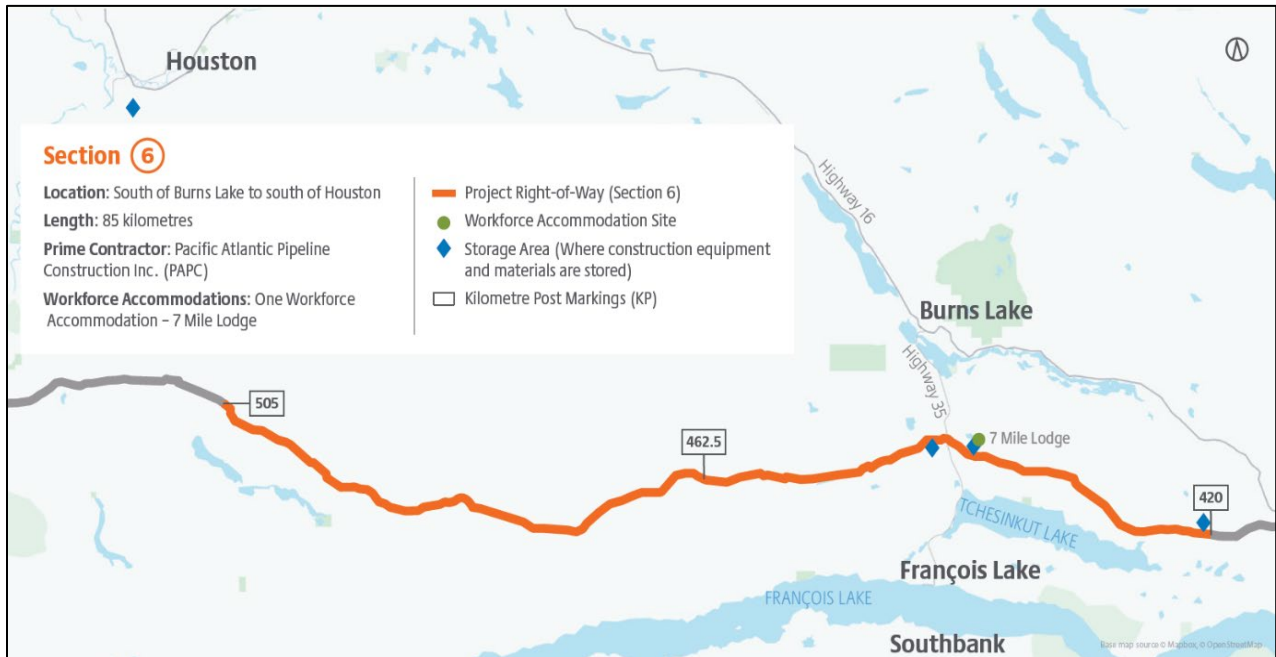 Houston
Section 6
Location: South of Burns Lake to south of Houston
Length: 85 kilometres
Prime Contractor: Pacific Atlantic Pipeline
Construction Inc. (PAPC)
Workforce Accommodations: One Workforce
Accommodation – 7 Mile Lodge
Project Right-of-Way (Section 6)
Workforce Accommodation Site
Storage Area (Where construction equipment
and materials are stored)
Kilometre Post Markings (KP)
Highway 16
Burns Lake
Highway 35
505
462.5
7 Mile Lodge
420
TCHESINKUT LAKE
François Lake
FRANÇOIS LAKE
Southbank
Base map source © Mapbox, © OpenStreetMap